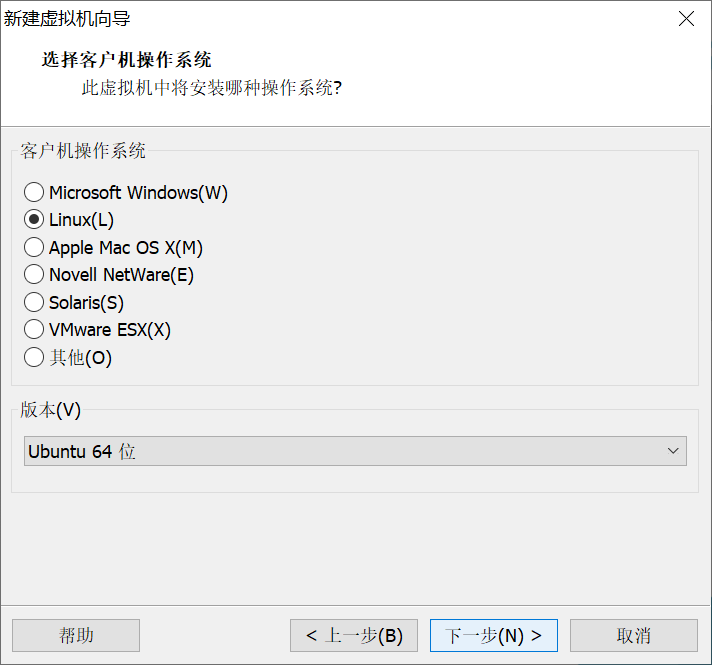 新建虚拟机向导
选择客户机操作系统
此虚拟机中将安装哪种操作系统?
客户机操作系统
Microsoft Windows(W)
Linux(L)
Apple Mac OS X(M)
Novell NetWare(E)
Solaris(S)
VMware ESX(X)
其他(O)
版本(V)
Ubuntu 64 位
帮助
< 上一步(B)
下一步(N) >
取消